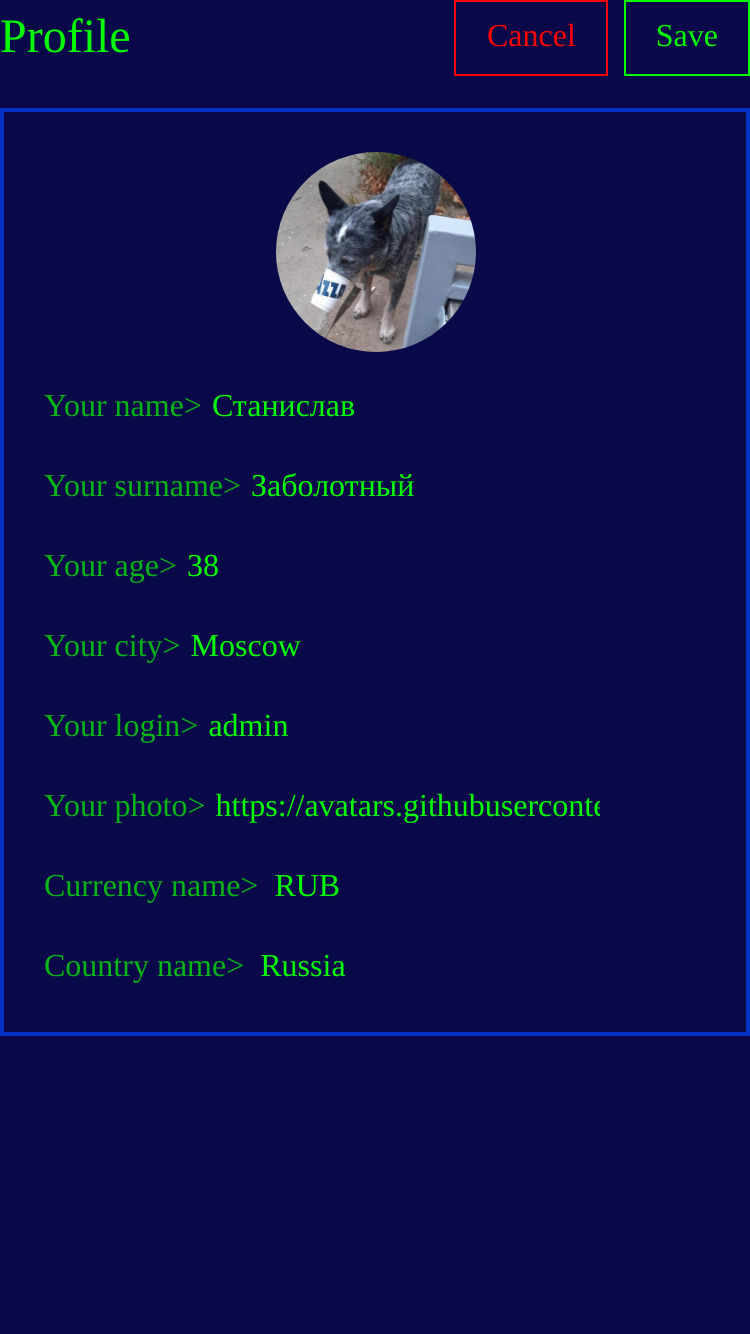 Profile
Cancel
Save
Your name> Станислав
Your surname> Заболотный
Your age> 38
Your city> Moscow
Your login> admin
Your photo> https://avatars.githubuserconte
Currency name> RUB
Country name> Russia